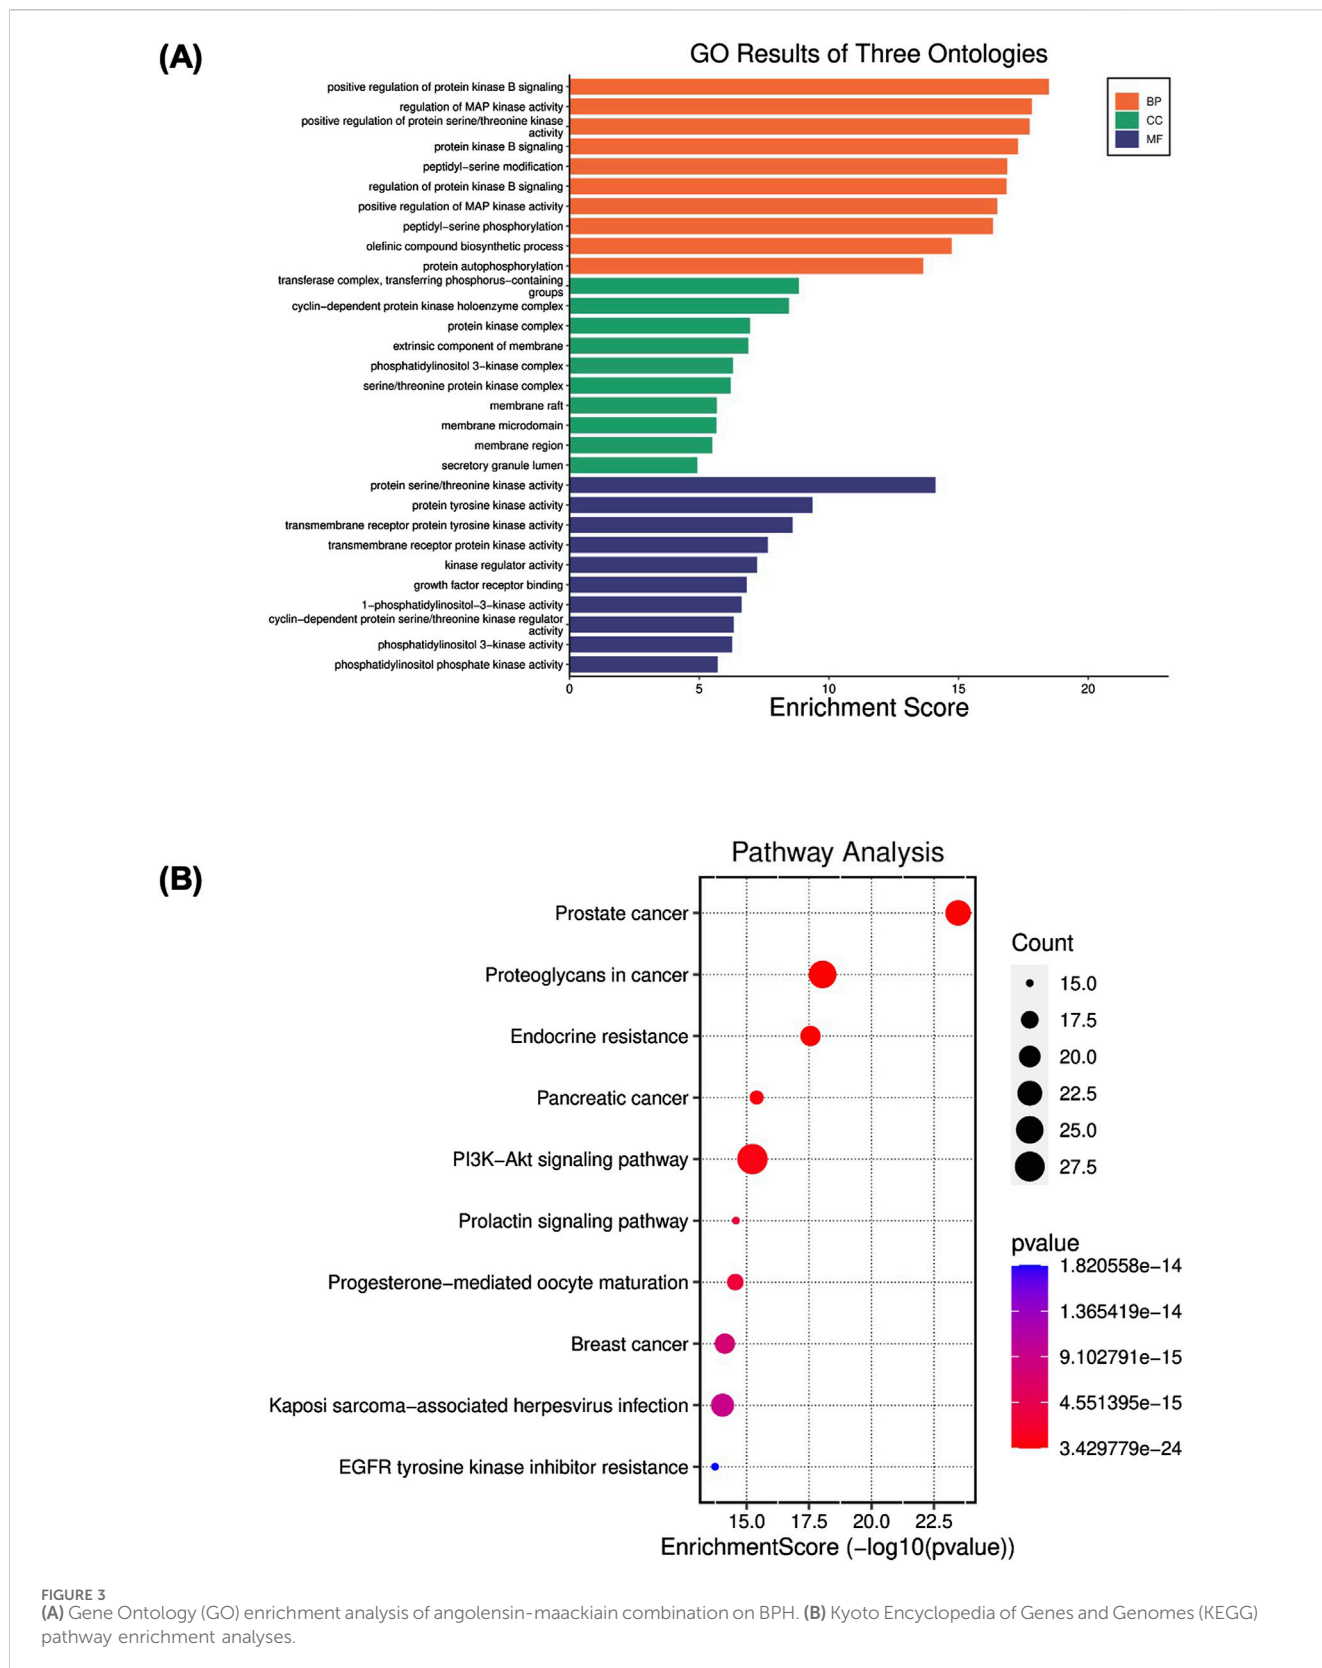 (A)
GO Results of Three Ontologies
positive regulation of protein kinase B signaling
regulation of MAP kinase activity
positive regulation of protein serine/threonine kinase
activity
protein kinase B signaling
peptidyl−serine modification
regulation of protein kinase B signaling
positive regulation of MAP kinase activity
peptidyl−serine phosphorylation
olefinic compound biosynthetic process
protein autophosphorylation
transferase complex, transferring phosphorus−containing
groups
cyclin−dependent protein kinase holoenzyme complex
protein kinase complex
extrinsic component of membrane
phosphatidylinositol 3−kinase complex
serine/threonine protein kinase complex
membrane raft
membrane microdomain
membrane region
secretory granule lumen
protein serine/threonine kinase activity
protein tyrosine kinase activity
transmembrane receptor protein tyrosine kinase activity
transmembrane receptor protein kinase activity
kinase regulator activity
growth factor receptor binding
1−phosphatidylinositol−3−kinase activity
cyclin−dependent protein serine/threonine kinase regulator
activity
phosphatidylinositol 3−kinase activity
phosphatidylinositol phosphate kinase activity
BP
CC
MF
0 5 10 15 20
Enrichment Score
(B)
Pathway Analysis
Prostate cancer
Proteoglycans in cancer
Endocrine resistance
Pancreatic cancer
PI3K−Akt signaling pathway
Prolactin signaling pathway
Progesterone−mediated oocyte maturation
Breast cancer
Kaposi sarcoma−associated herpesvirus infection
EGFR tyrosine kinase inhibitor resistance
15.0 17.5 20.0 22.5
EnrichmentScore (−log10(pvalue))
Count
15.0
17.5
20.0
22.5
25.0
27.5
pvalue
1.820558e−14
1.365419e−14
9.102791e−15
4.551395e−15
3.429779e−24
FIGURE 3
(A) Gene Ontology (GO) enrichment analysis of angolensin-maackiain combination on BPH. (B) Kyoto Encyclopedia of Genes and Genomes (KEGG)
pathway enrichment analyses.